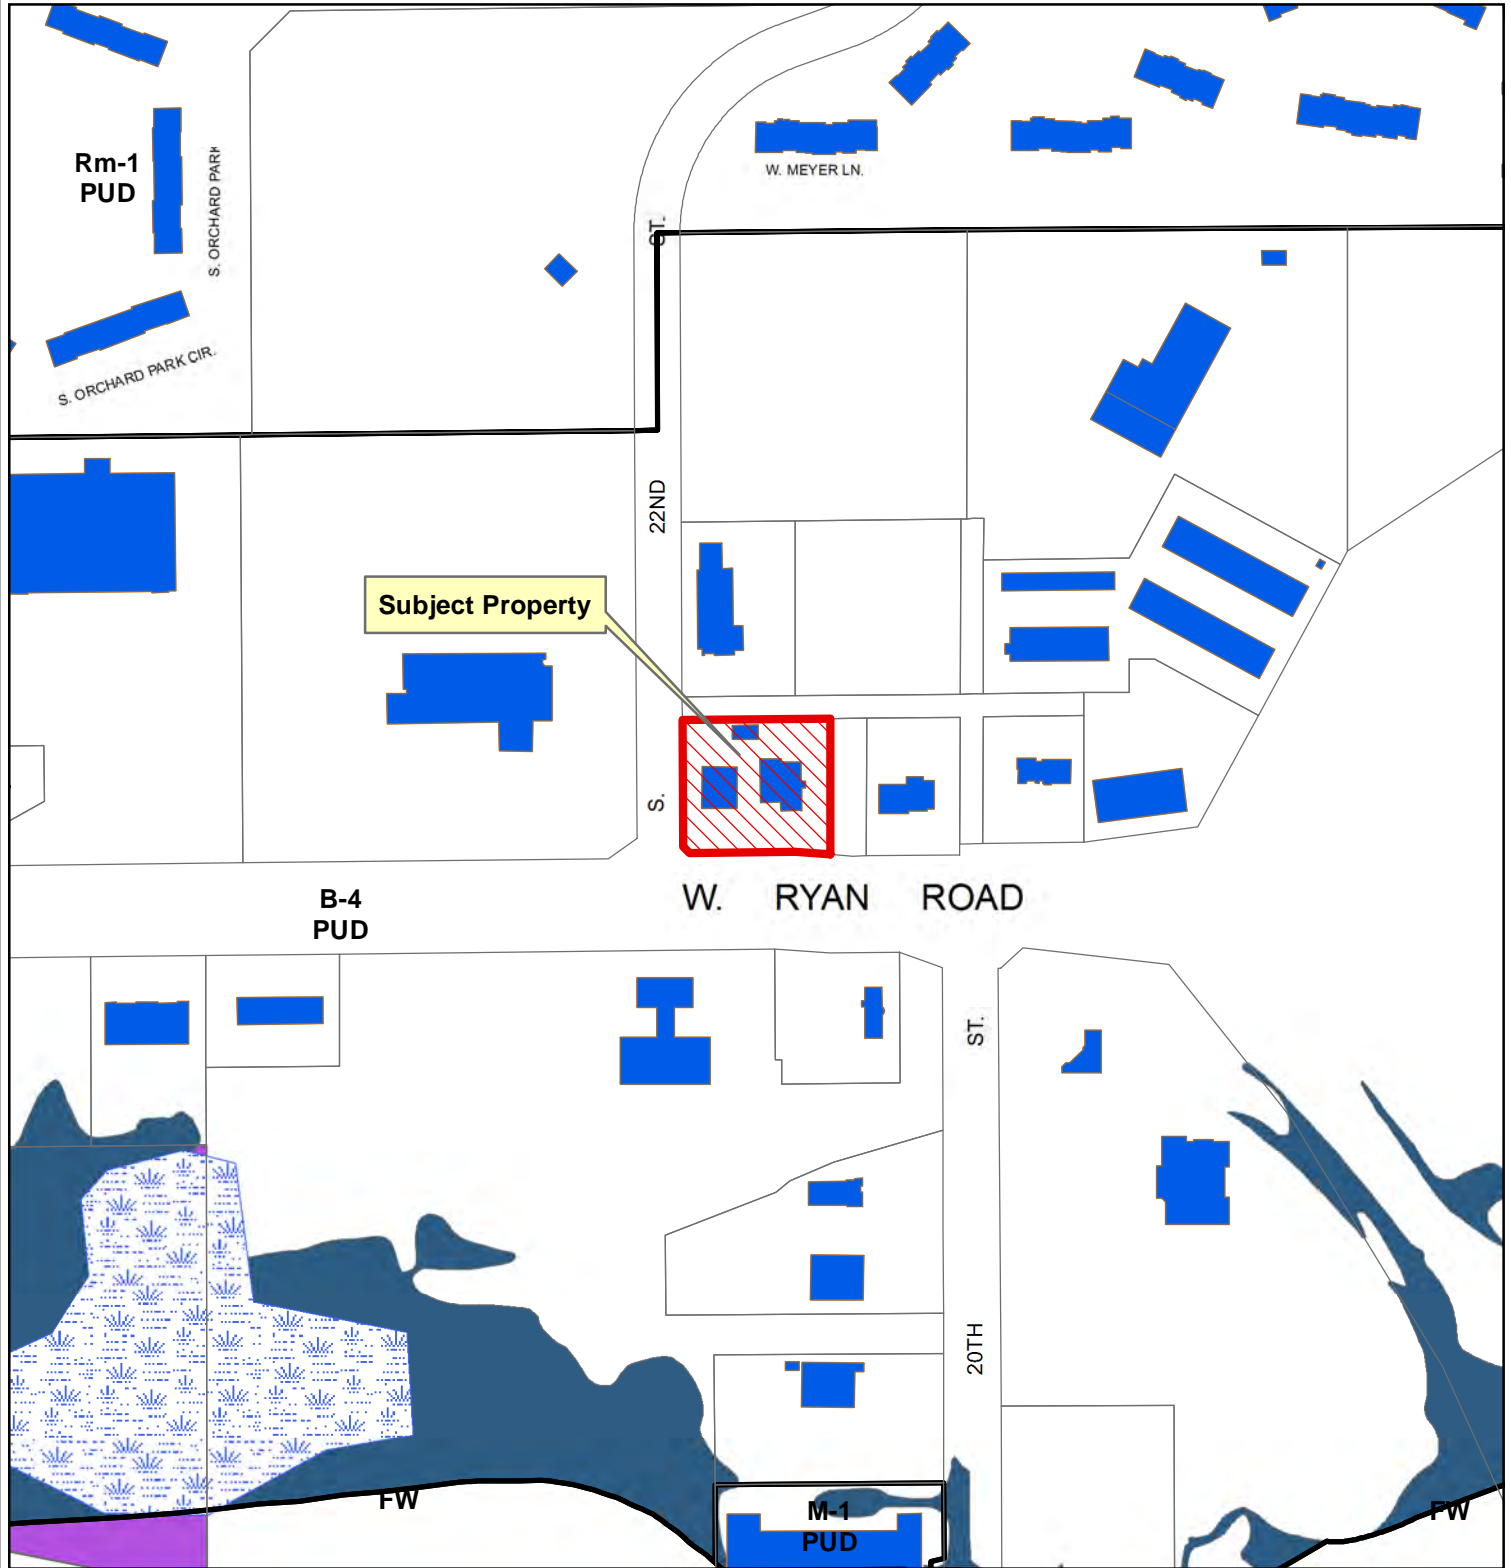 Rm-1
PUD
S. ORCHARD PARK
W. MEYER LN.
ST.
S. ORCHARD PARK CIR.
22ND
Subject Property
S.
B-4
PUD
W. RYAN ROAD
ST.
20TH
FW
M-1
PUD
FW